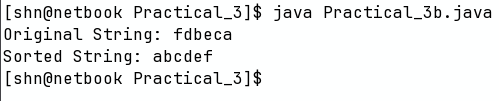 [shn@netbook Practical_3]$ java Practical_3b.java
Original String: fdbeca
Sorted String: abcdef
[shn@netbook Practical_3]$